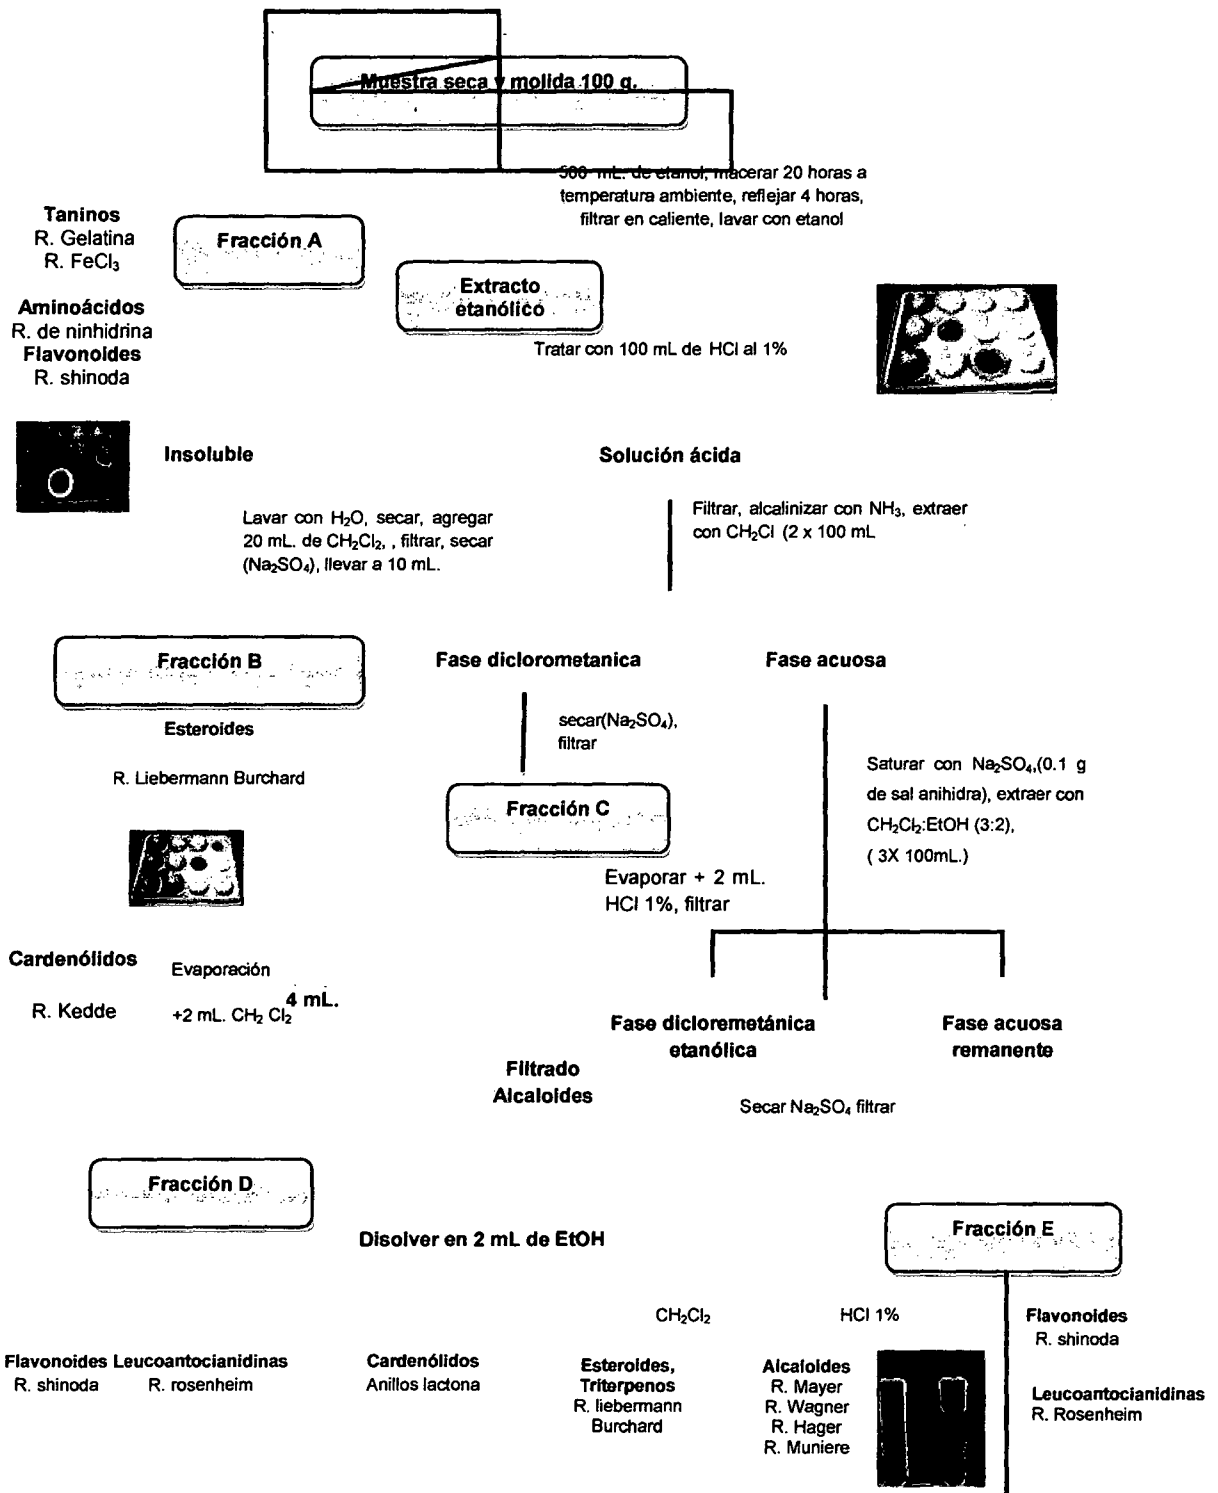 Muestra seca y molida 100 g.
500 mL. de etanol, macerar 20 horas a
temperatura ambiente, reflejar 4 horas,
filtrar en caliente, lavar con etanol
Taninos
R. Gelatina
R. FeCl₃
Fracción A
Extracto
etanólico
Aminoácidos
R. de ninhidrina
Flavonoides
R. shinoda
Tratar con 100 mL de HCl al 1%
Insoluble
Solución ácida
Lavar con H₂O, secar, agregar
20 mL. de CH₂Cl₂, , filtrar, secar
(Na₂SO₄), llevar a 10 mL.
Filtrar, alcalinizar con NH₃, extraer
con CH₂Cl (2 x 100 mL
Fracción B
Fase diclorometanica
Fase acuosa
Esteroides
R. Liebermann Burchard
secar(Na₂SO₄),
filtrar
Saturar con Na₂SO₄,(0.1 g
de sal anihidra), extraer con
CH₂Cl₂:EtOH (3:2),
( 3X 100mL.)
Fracción C
Evaporar + 2 mL.
HCl 1%, filtrar
Cardenólidos
R. Kedde
Evaporación
+2 mL. CH₂ Cl₂
4 mL.
Fase dicloremetánica
etanólica
Fase acuosa
remanente
Filtrado
Alcaloides
Secar Na₂SO₄ filtrar
Fracción D
Disolver en 2 mL de EtOH
Fracción E
CH₂Cl₂
HCl 1%
Flavonoides
R. shinoda
Leucoantocianidinas
R. rosenheim
Cardenólidos
Anillos lactona
Esteroides,
Triterpenos
R. liebermann
Burchard
Alcaloides
R. Mayer
R. Wagner
R. Hager
R. Muniere
Flavonoides
R. shinoda
Leucoantocianidinas
R. Rosenheim